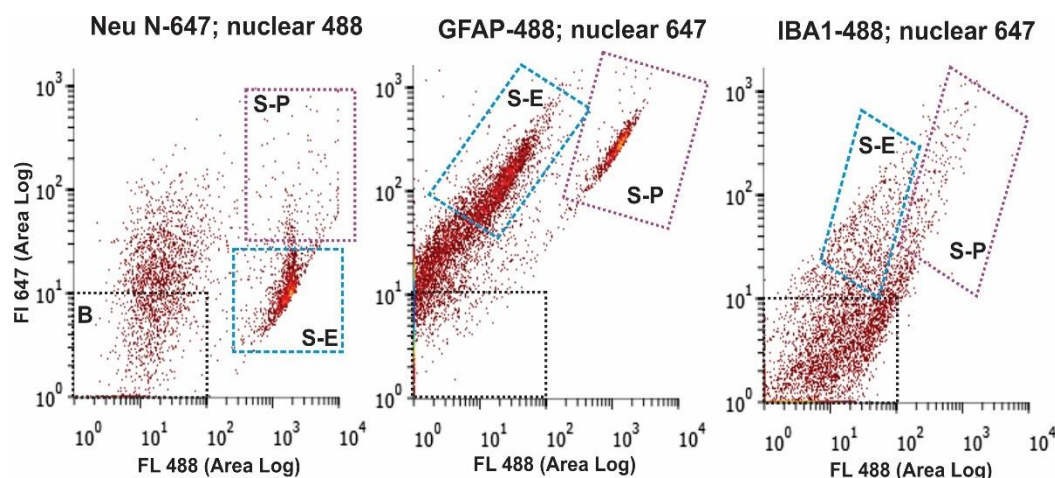 Neu N-647; nuclear 488
GFAP-488; nuclear 647
IBA1-488; nuclear 647
Fl 647 (Area Log)
10³
10²
10¹
10⁰
S-P
B
S-E
10⁰ 10¹ 10² 10³ 10⁴
FL 488 (Area Log)
10³
10²
10¹
10⁰
S-E
S-P
10⁰ 10¹ 10² 10³ 10⁴
FL 488 (Area Log)
10³
10²
10¹
10⁰
S-E
S-P
10⁰ 10¹ 10² 10³ 10⁴
FL 488 (Area Log)